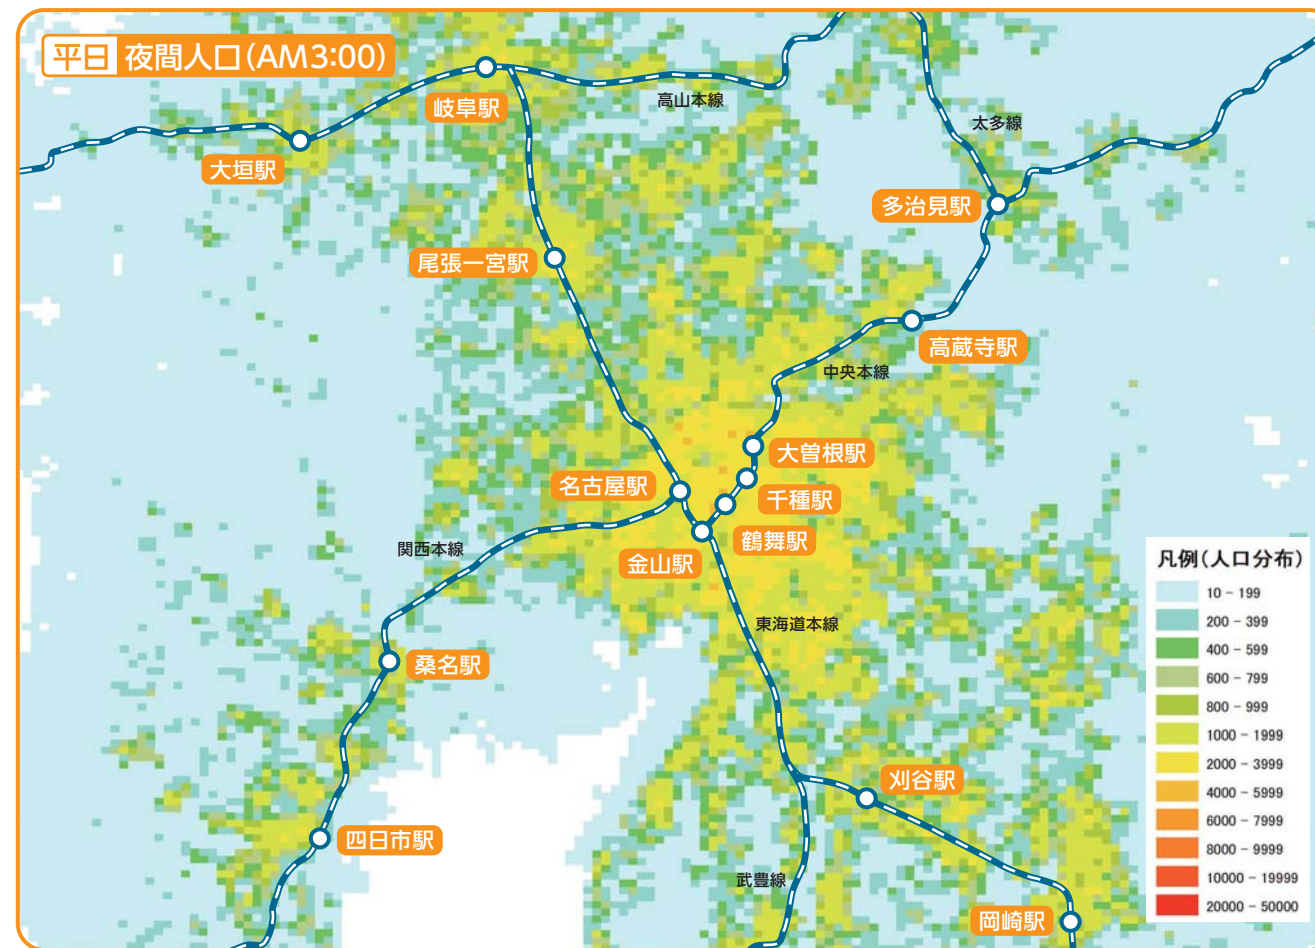 平日 夜間人口(AM3:00)
岐阜駅
高山本線
太多線
大垣駅
多治見駅
尾張一宮駅
高蔵寺駅
中央本線
大曽根駅
名古屋駅
千種駅
鶴舞駅
関西本線
金山駅
東海道本線
桑名駅
刈谷駅
四日市駅
武豊線
岡崎駅
凡例(人口分布)
10 - 199
200 - 399
400 - 599
600 - 799
800 - 999
1000 - 1999
2000 - 3999
4000 - 5999
6000 - 7999
8000 - 9999
10000 - 19999
20000 - 50000